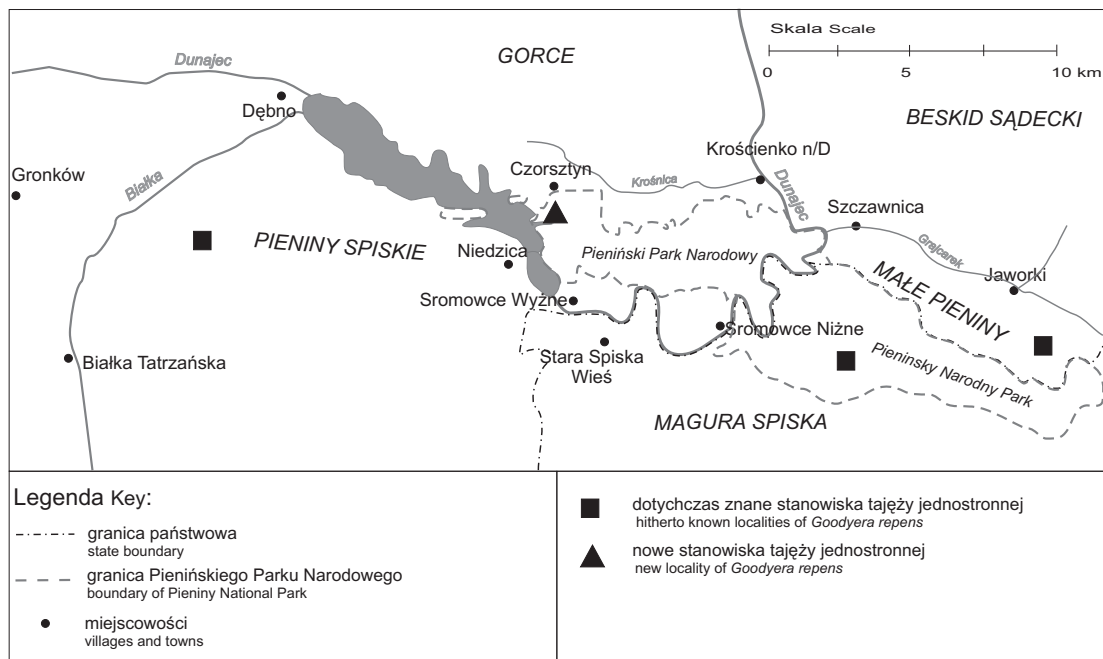 Skala Scale
0 5 10 km
GORCE
Dunajec
Dębno
BESKID SĄDECKI
Gronków
Białka
Czorsztyn
Krośnica
Krościenko n/D
Dunajec
Szczawnica
Grajcarek
PIENINY SPISKIE
Niedzica
Pieniński Park Narodowy
Jaworki
MAŁE PIENINY
Sromowce Wyżne
Sromowce Niżne
Białka Tatrzańska
Stara Spiska
Wieś
Pieninsky Narodny Park
MAGURA SPISKA
Legenda Key:
granica państwowa
state boundary
granica Pienińskiego Parku Narodowego
boundary of Pieniny National Park
miejscowości
villages and towns
dotychczas znane stanowiska tajęży jednostronnej
hitherto known localities of Goodyera repens
nowe stanowiska tajęży jednostronnej
new locality of Goodyera repens